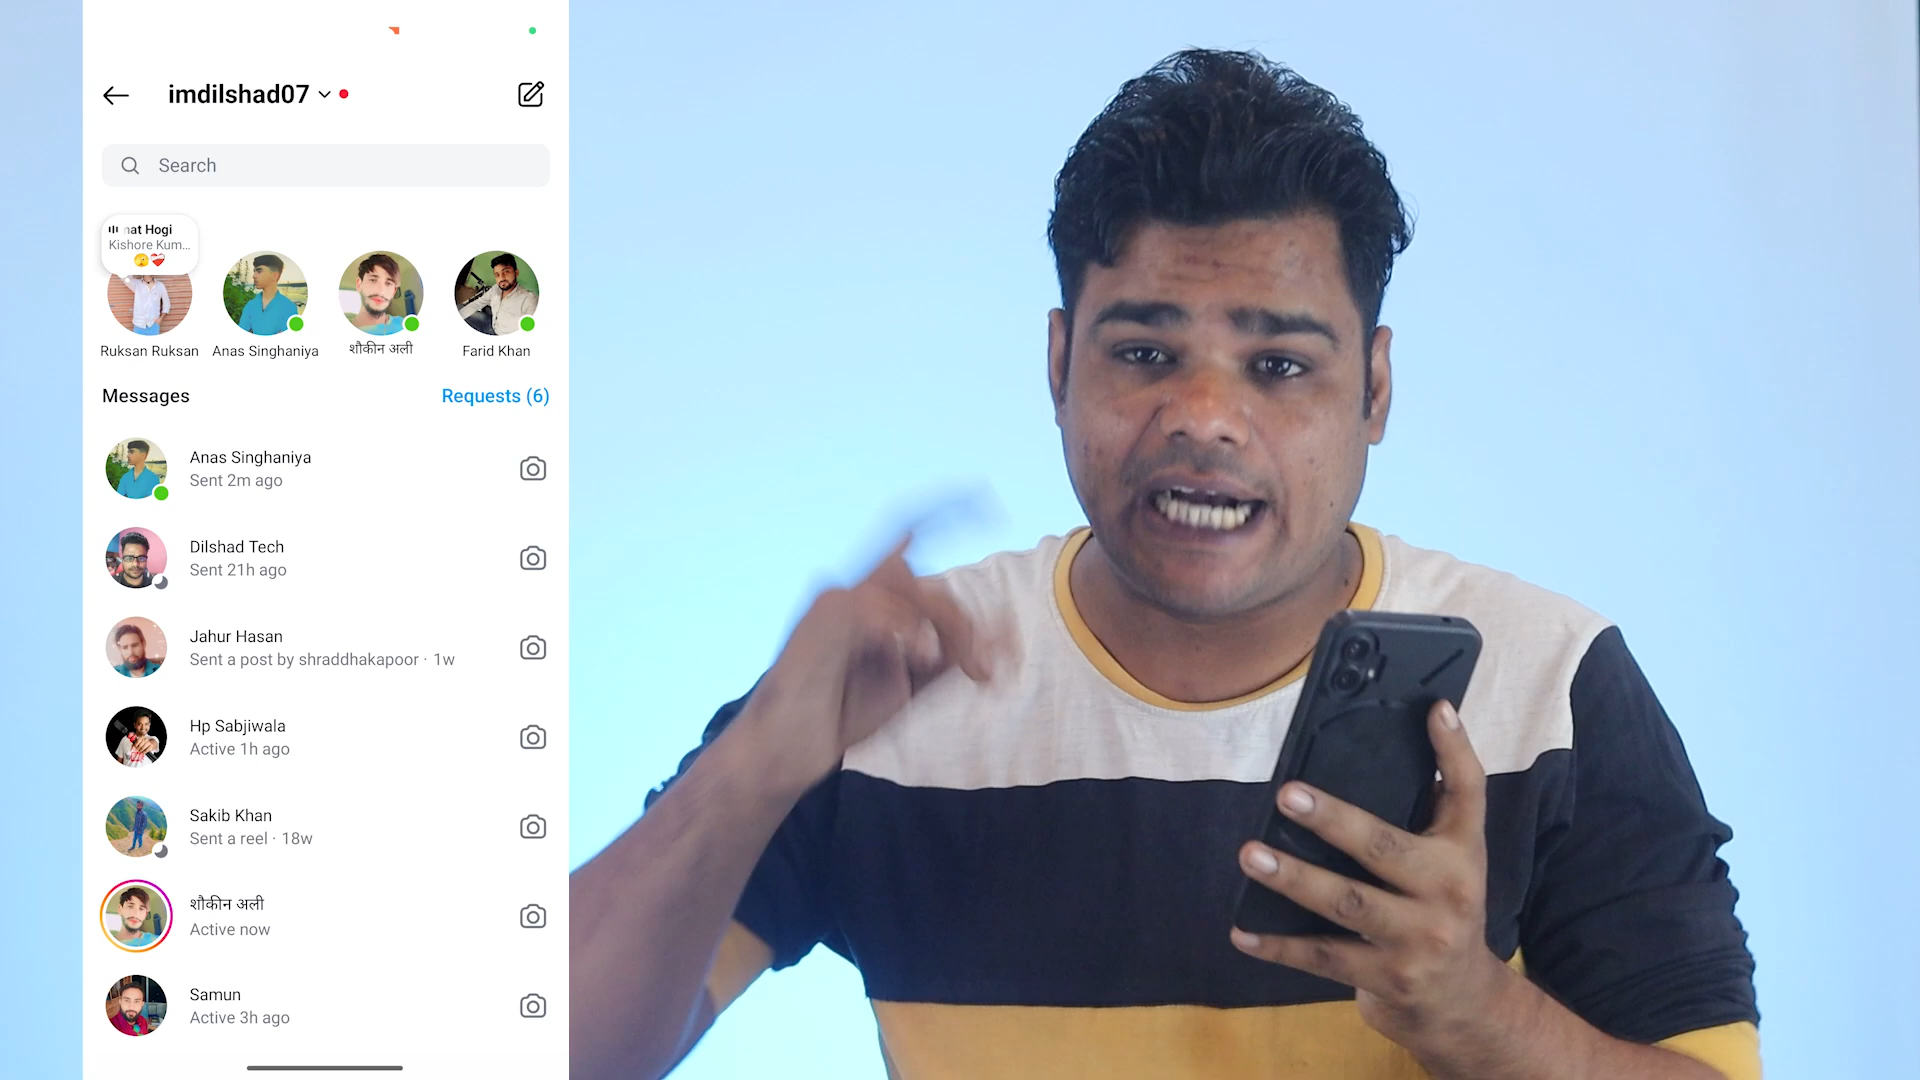 imdilshad07
Search
nat Hogi
Kishore Kum...
Ruksan Ruksan
Anas Singhaniya
शौकीन अली
Farid Khan
Messages
Requests (6)
Anas Singhaniya
Sent 2m ago
Dilshad Tech
Sent 21h ago
Jahur Hasan
Sent a post by shraddhakapoor · 1w
Hp Sabjiwala
Active 1h ago
Sakib Khan
Sent a reel · 18w
शौकीन अली
Active now
Samun
Active 3h ago